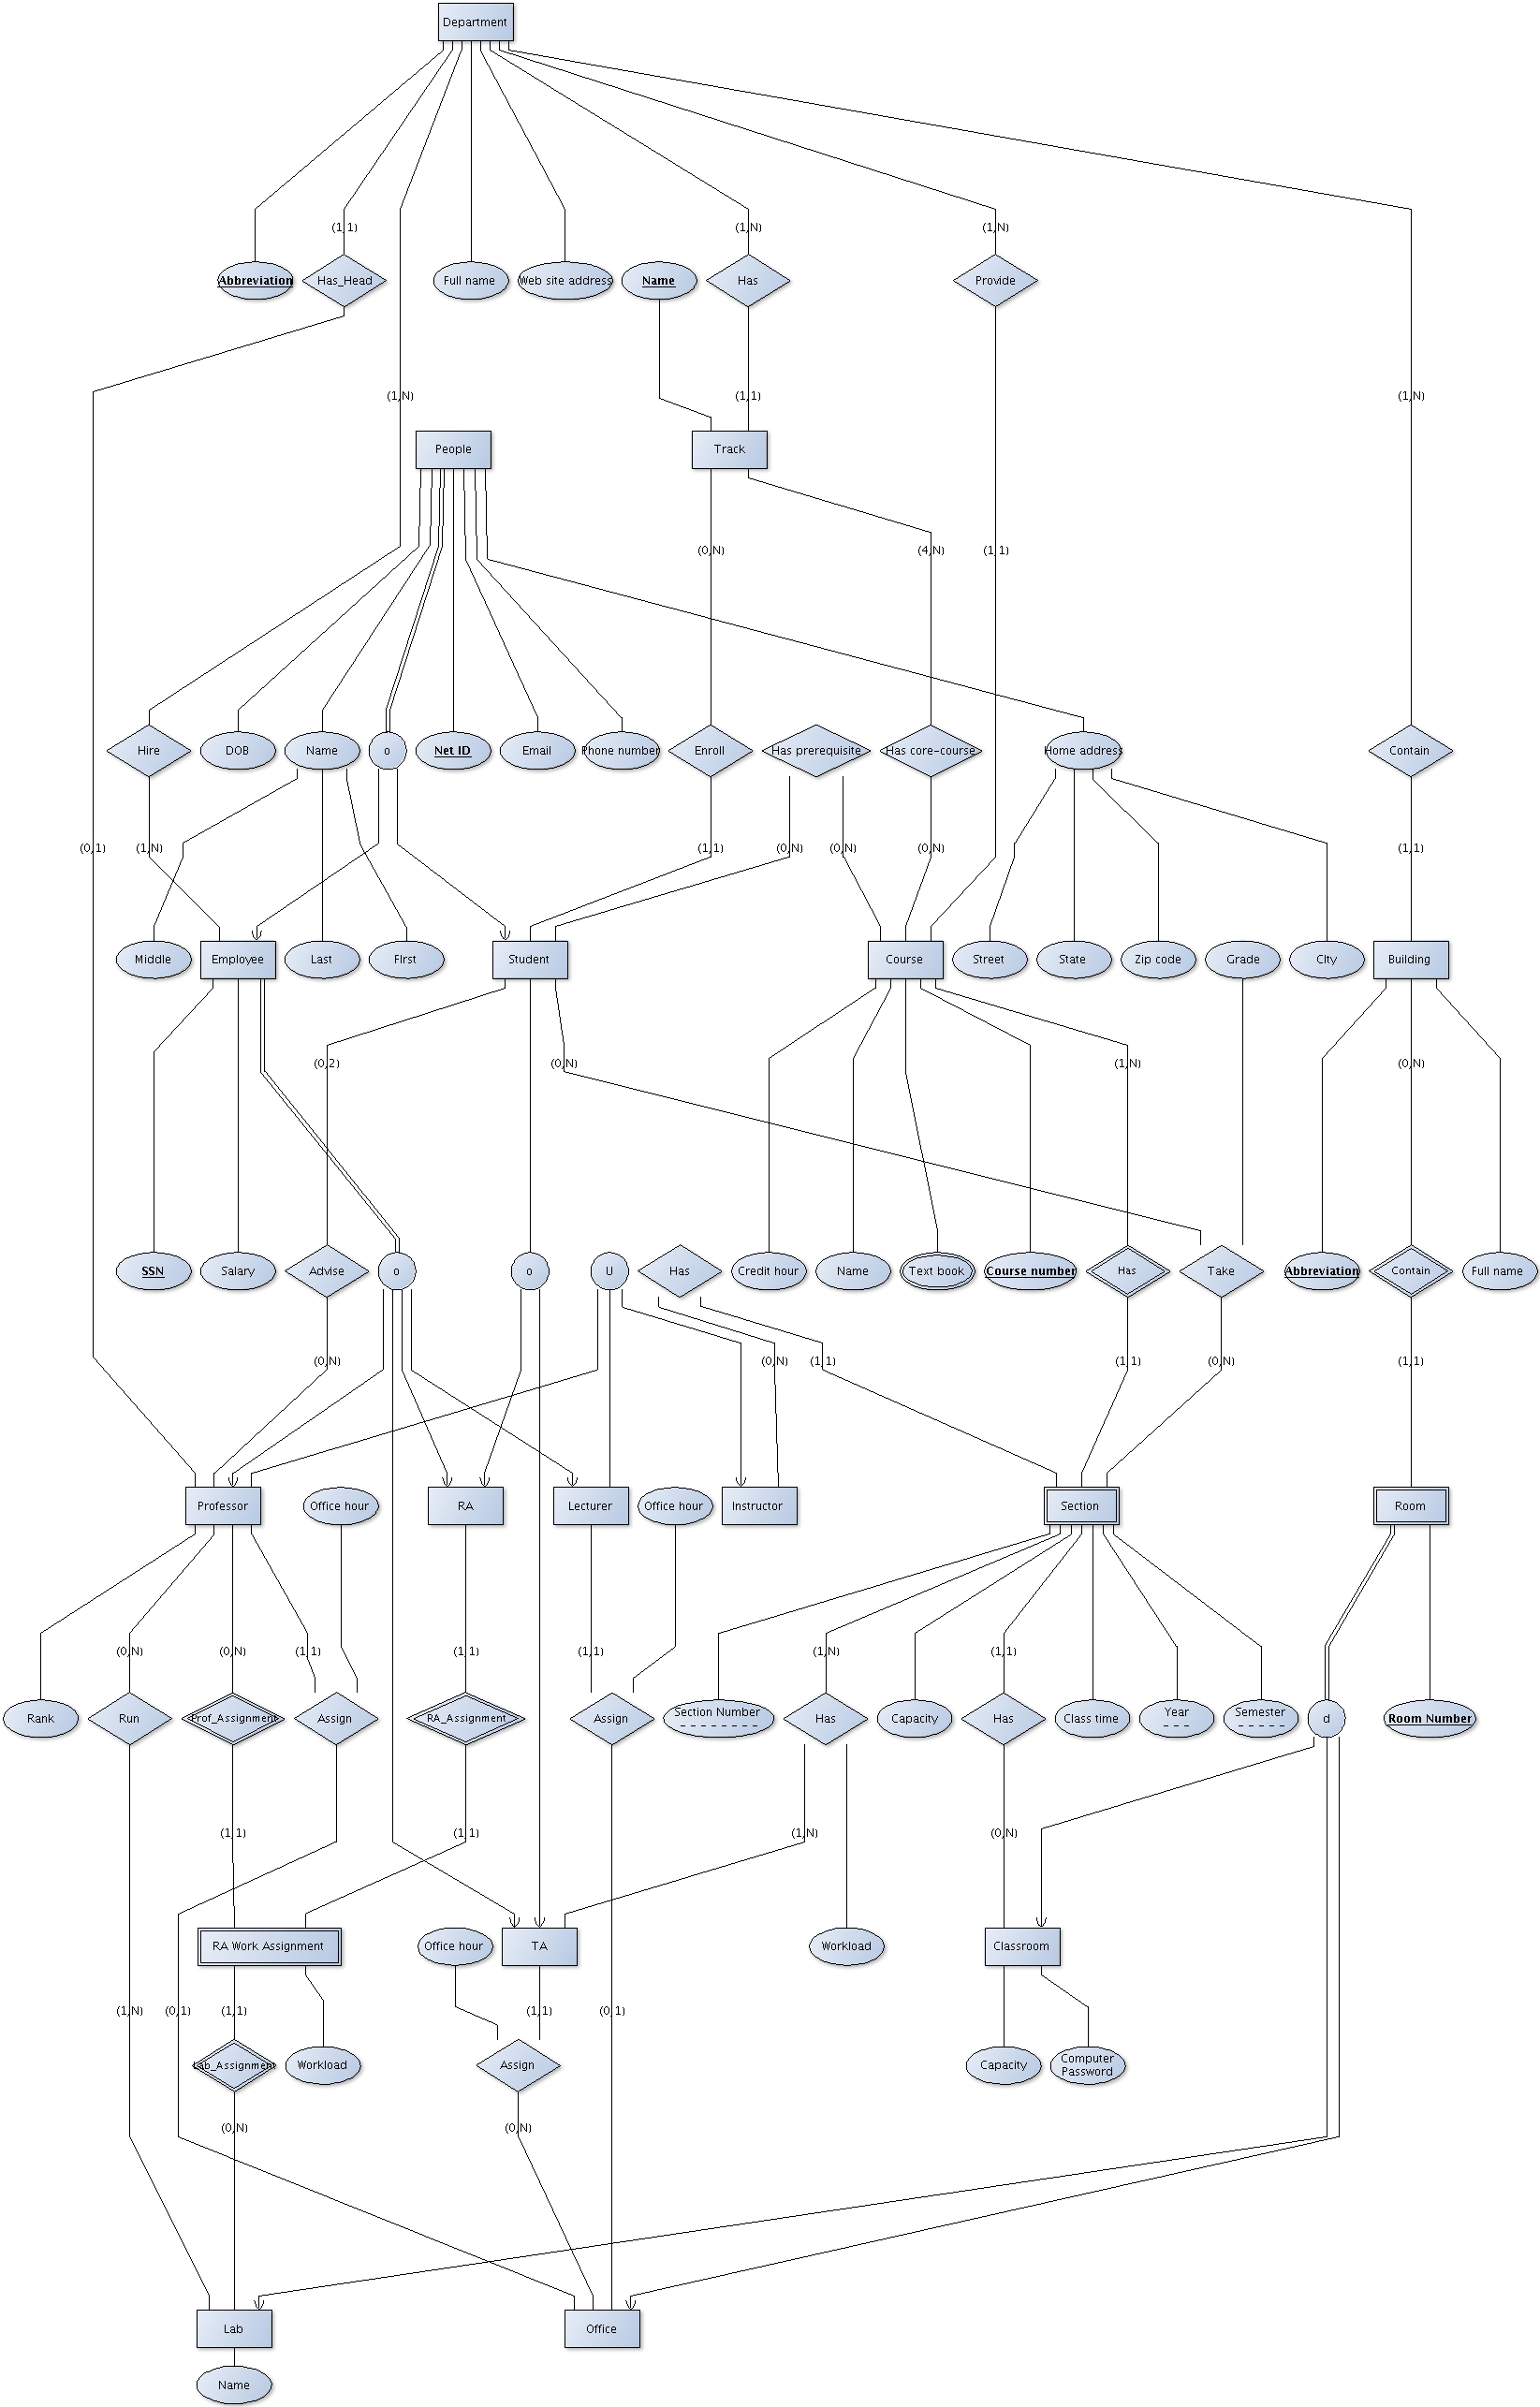 Department
(1,1)
(1,N)
(1,N)
Abbreviation
Has_Head
Full name
Web site address
Name
Has
Provide
(1,N)
(1,1)
(1,N)
People
Track
(0,N)
(4,N)
(1,1)
Hire
DOB
Name
o
Net ID
Email
Phone number
Enroll
Has prerequisite
Has core-course
Home address
Contain
(0,1)
(1,N)
(1,1)
(0,N)
(0,N)
(0,N)
(1,1)
Middle
Employee
Last
FIrst
Student
Course
Street
State
Zip code
Grade
CIty
Building
(0,2)
(0,N)
(1,N)
(0,N)
SSN
Salary
Advise
o
o
U
Has
Credit hour
Name
Text book
Course number
Has
Take
Abbreviation
Contain
Full name
(0,N)
(0,N)
(1,1)
(1,1)
(0,N)
(1,1)
Professor
Office hour
RA
Lecturer
Office hour
Instructor
Section
Room
(0,N)
(0,N)
(1,1)
(1,1)
(1,1)
(1,N)
(1,1)
Rank
Run
Prof_Assignment
Assign
RA_Assignment
Assign
Section Number
Has
Capacity
Has
Class time
Year
Semester
d
Room Number
(1,1)
(1,1)
(1,N)
(0,N)
RA Work Assignment
Office hour
TA
Workload
Classroom
(1,N)
(0,1)
(1,1)
(1,1)
(0,1)
Lab_Assignment
Workload
Assign
Capacity
Computer
Password
(0,N)
(0,N)
Lab
Office
Name